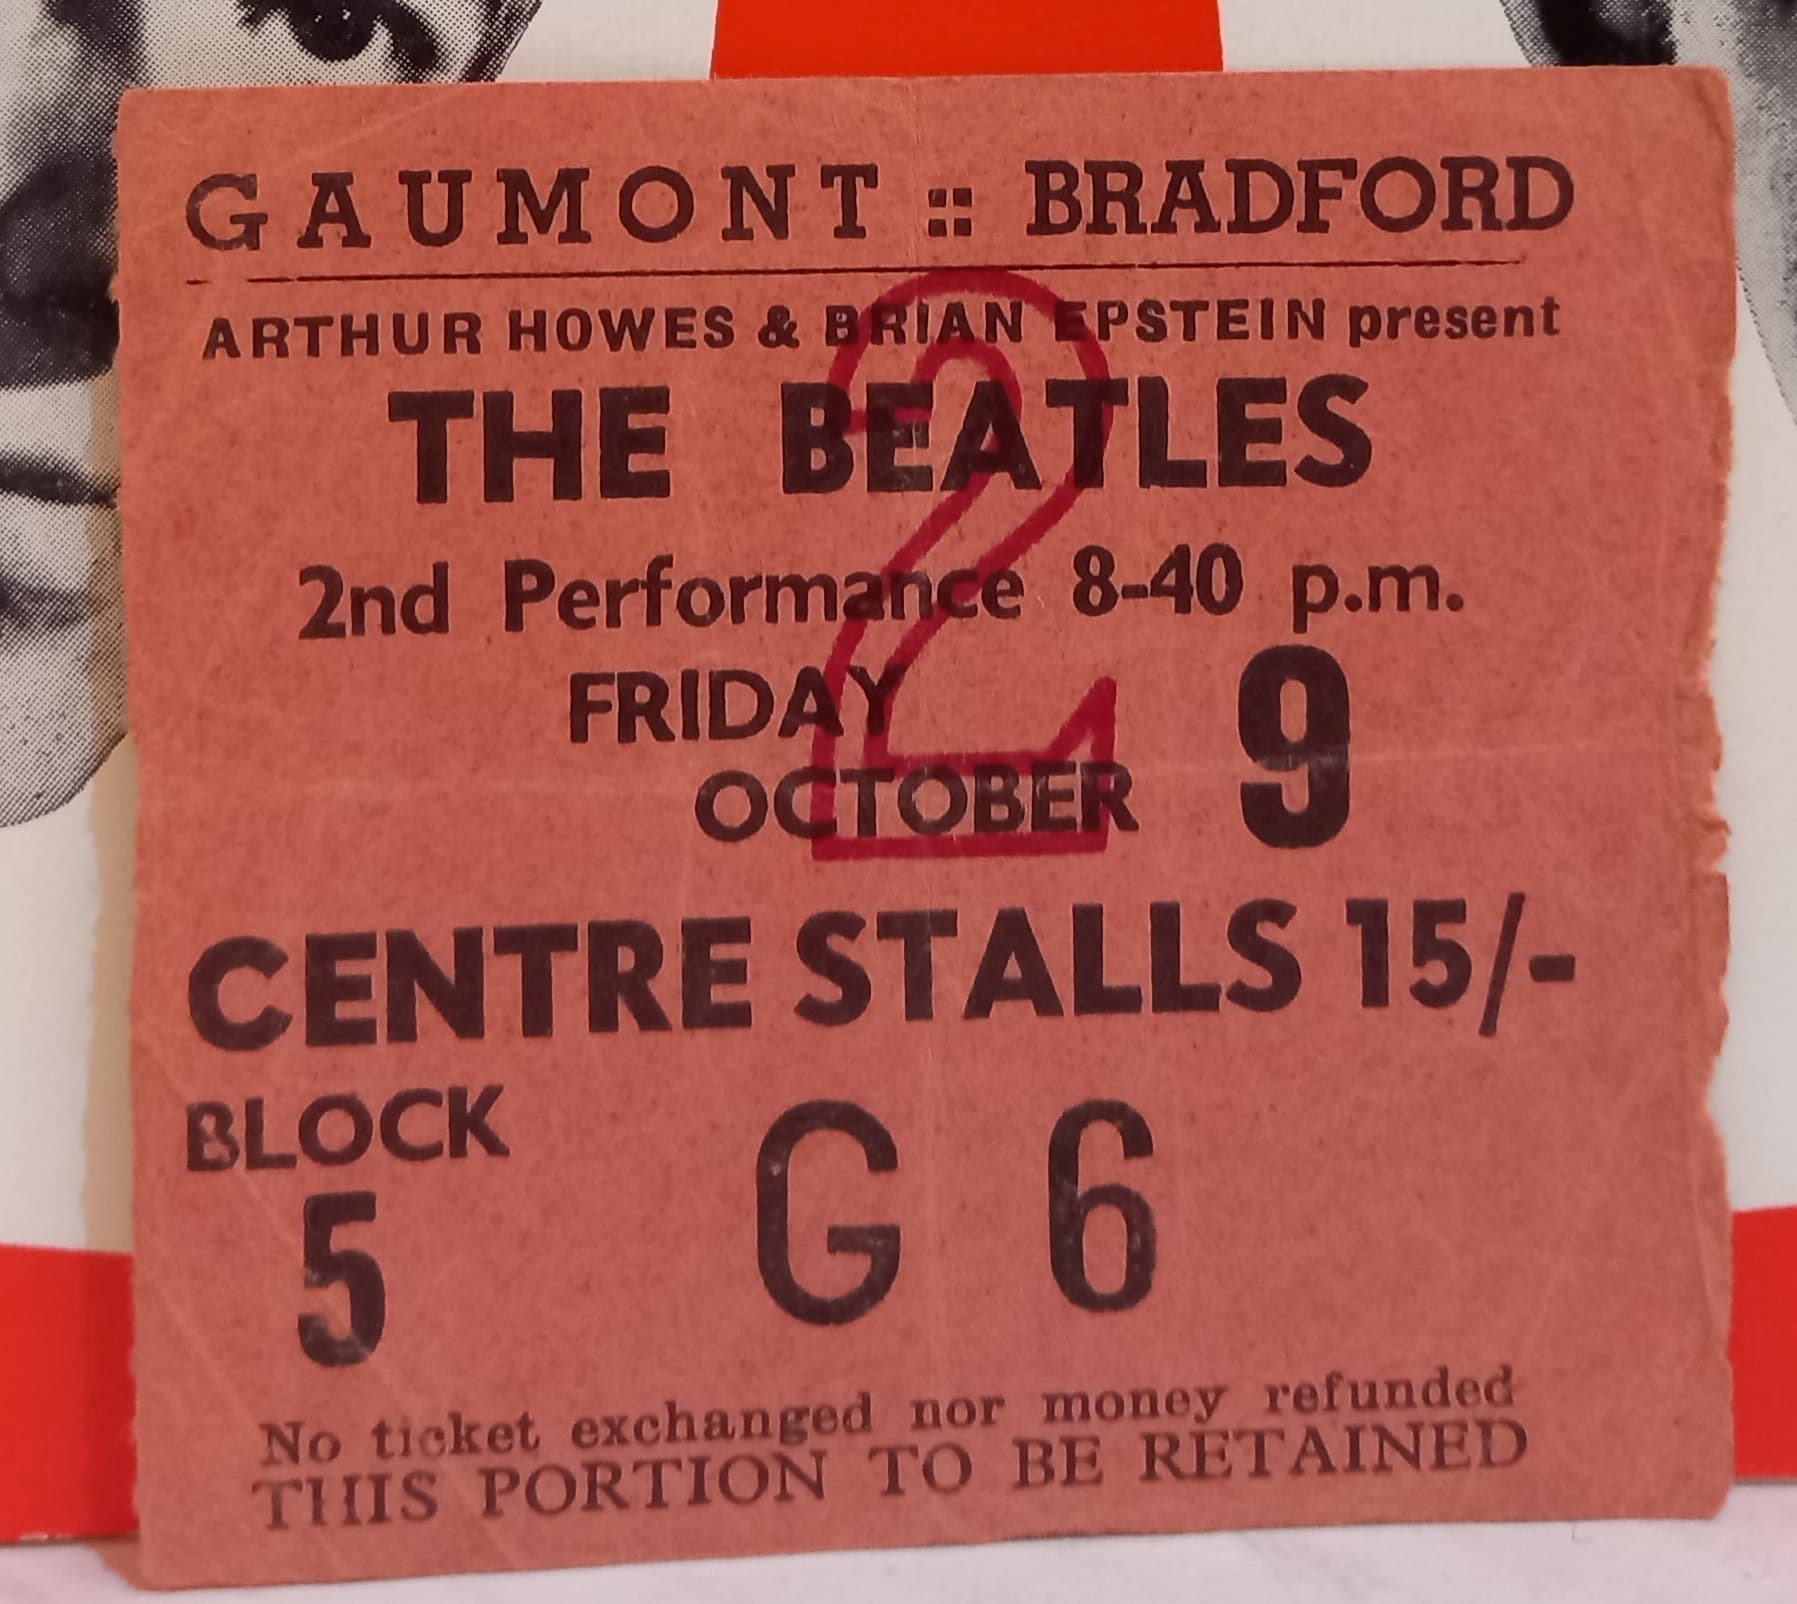 GAUMONT :: BRADFORD
ARTHUR HOWES & BRIAN EPSTEIN present
THE BEATLES
2nd Performance 8-40 p.m.
FRIDAY
OCTOBER 9
2
CENTRE STALLS 15/-
BLOCK
5 G 6
No ticket exchanged nor money refunded
THIS PORTION TO BE RETAINED